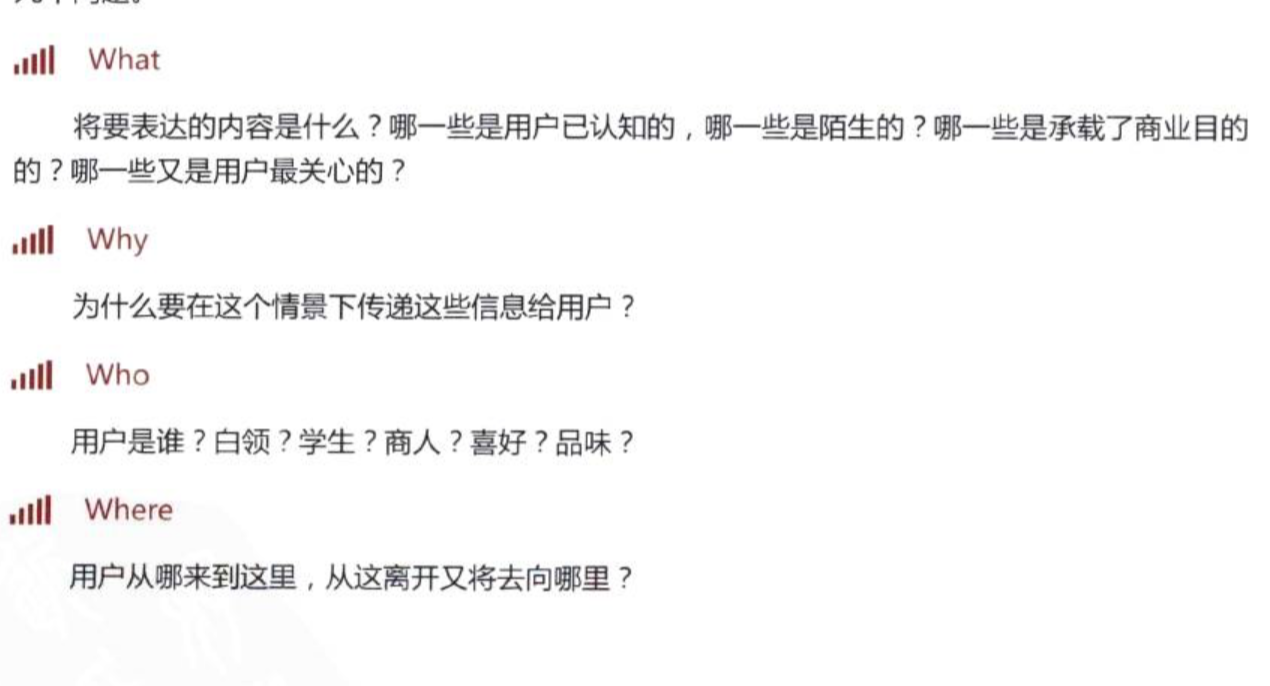 What
将要表达的内容是什么？哪一些是用户已认知的，哪一些是陌生的？哪一些是承载了商业目的
的？哪一些又是用户最关心的？
Why
为什么要在这个情景下传递这些信息给用户？
Who
用户是谁？白领？学生？商人？喜好？品味？
Where
用户从哪来到这里，从这离开又将去向哪里？